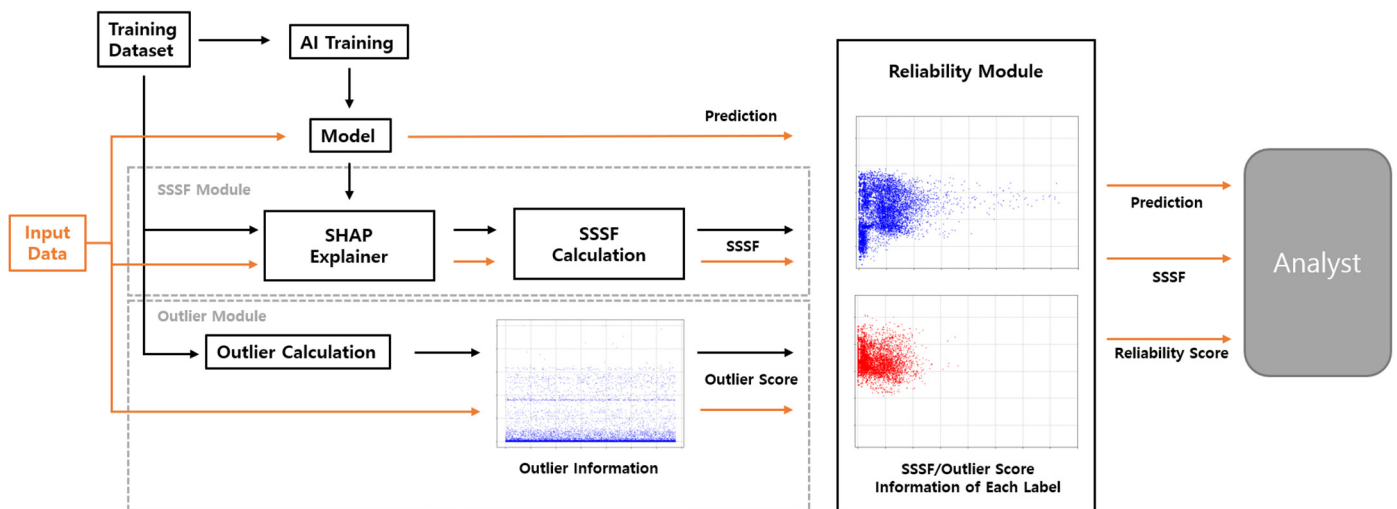 Training
Dataset
AI Training
Reliability Module
Model
Prediction
SSSF Module
Input
Data
SHAP
Explainer
SSSF
Calculation
SSSF
Prediction
SSSF
Reliability Score
Analyst
Outlier Module
Outlier Calculation
Outlier Score
Outlier Information
SSSF/Outlier Score
Information of Each Label